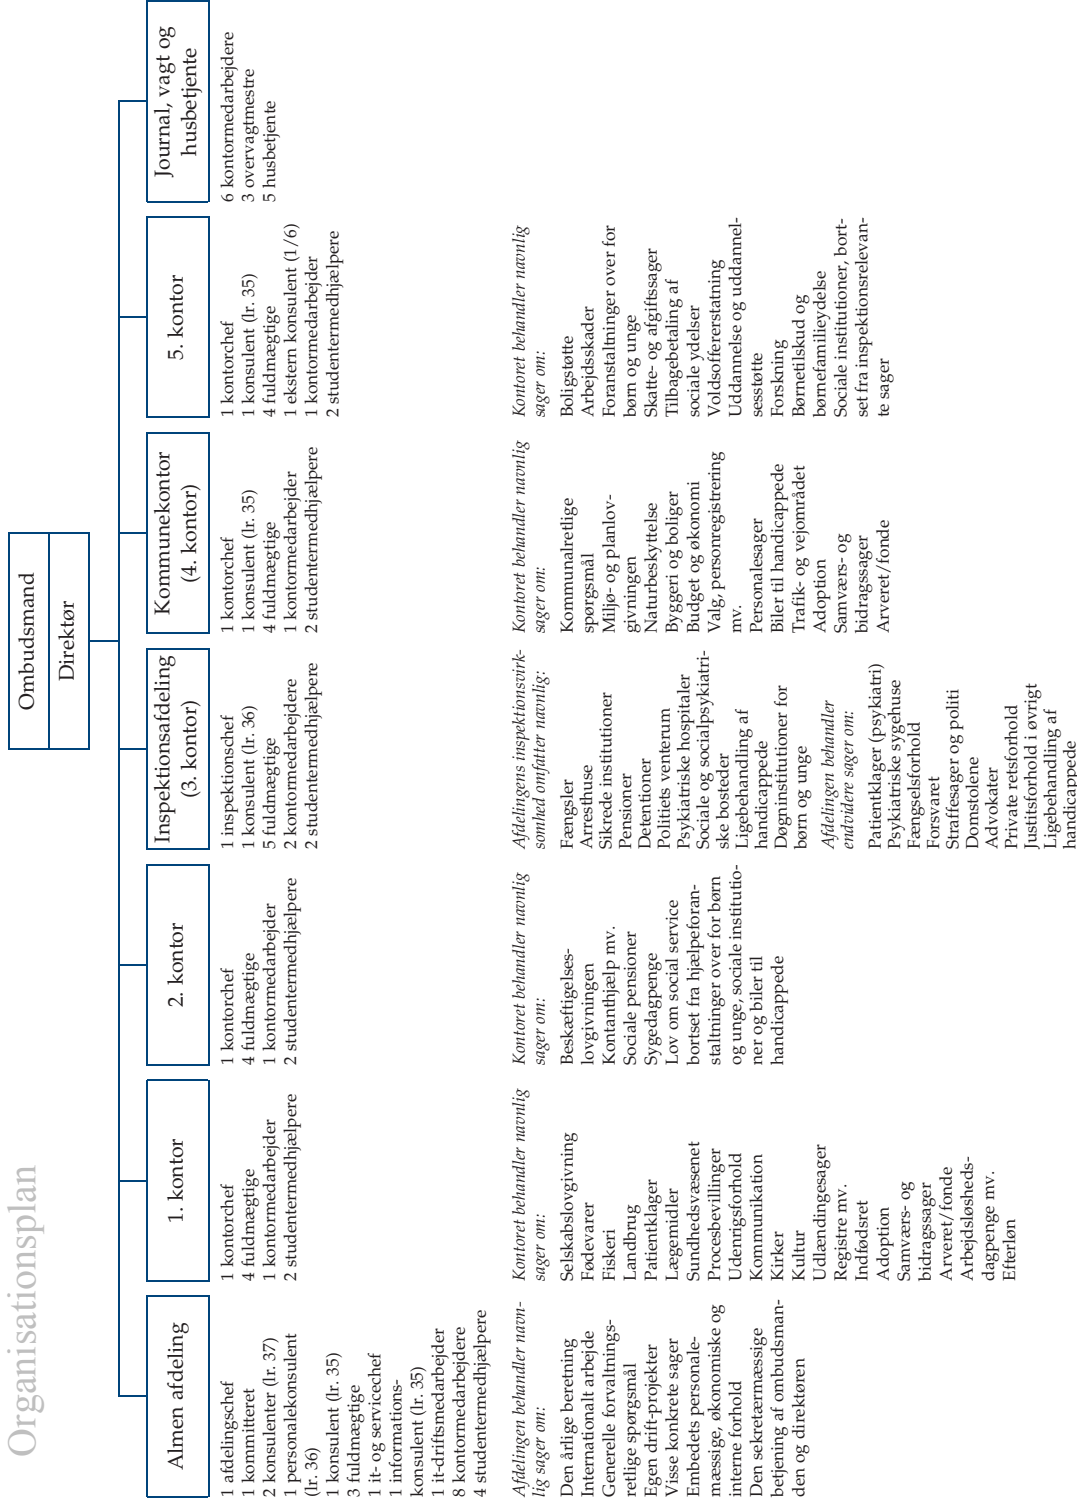 Organisationsplan
Ombudsmand
Direktør
Almen afdeling
1 afdelingschef
1 kommitteret
2 konsulenter (lr. 37)
1 personalekonsulent
(lr. 36)
1 konsulent (lr. 35)
3 fuldmægtige
1 it- og servicechef
1 informations-
konsulent (lr. 35)
1 it-driftsmedarbejder
8 kontormedarbejdere
4 studentermedhjælpere
Afdelingen behandler navn-
lig sager om:
Den årlige beretning
Internationalt arbejde
Generelle forvaltnings-
retlige spørgsmål
Egen drift-projekter
Visse konkrete sager
Embedets personale-
mæssige, økonomiske og
interne forhold
Den sekretærmæssige
betjening af ombudsman-
den og direktøren
1. kontor
1 kontorchef
4 fuldmægtige
1 kontormedarbejder
2 studentermedhjælpere
Kontoret behandler navnlig
sager om:
Selskabslovgivning
Fødevarer
Fiskeri
Landbrug
Patientklager
Lægemidler
Sundhedsvæsenet
Procesbevillinger
Udenrigsforhold
Kommunikation
Kirker
Kultur
Udlændingesager
Registre mv.
Indfødsret
Adoption
Samværs- og
bidragssager
Arveret/fonde
Arbejdsløsheds-
dagpenge mv.
Efterløn
2. kontor
1 kontorchef
4 fuldmægtige
1 kontormedarbejder
2 studentermedhjælpere
Kontoret behandler navnlig
sager om:
Beskæftigelses-
lovgivningen
Kontanthjælp mv.
Sociale pensioner
Sygedagpenge
Lov om social service
bortset fra hjælpeforan-
staltninger over for børn
og unge, sociale institutio-
ner og biler til
handicappede
Inspektionsafdeling
(3. kontor)
1 inspektionschef
1 konsulent (lr. 36)
5 fuldmægtige
2 kontormedarbejdere
2 studentermedhjælpere
Afdelingens inspektionsvirk-
somhed omfatter navnlig:
Fængsler
Arresthuse
Sikrede institutioner
Pensioner
Detentioner
Politiets venterum
Psykiatriske hospitaler
Sociale og socialpsykiatri-
ske bosteder
Ligebehandling af
handicappede
Døgninstitutioner for
børn og unge
Afdelingen behandler
endvidere sager om:
Patientklager (psykiatri)
Psykiatriske sygehuse
Fængselsforhold
Forsvaret
Straffesager og politi
Domstolene
Advokater
Private retsforhold
Justitsforhold i øvrigt
Ligebehandling af
handicappede
Kommunekontor
(4. kontor)
1 kontorchef
1 konsulent (lr. 35)
4 fuldmægtige
1 kontormedarbejder
2 studentermedhjælpere
Kontoret behandler navnlig
sager om:
Kommunalretlige
spørgsmål
Miljø- og planlov-
givningen
Naturbeskyttelse
Byggeri og boliger
Budget og økonomi
Valg, personregistrering
mv.
Personalesager
Biler til handicappede
Trafik- og vejområdet
Adoption
Samværs- og
bidragssager
Arveret/fonde
5. kontor
1 kontorchef
1 konsulent (lr. 35)
4 fuldmægtige
1 ekstern konsulent (1/6)
1 kontormedarbejder
2 studentermedhjælpere
Kontoret behandler navnlig
sager om:
Boligstøtte
Arbejdsskader
Foranstaltninger over for
børn og unge
Skatte- og afgiftssager
Tilbagebetaling af
sociale ydelser
Voldsoffererstatning
Uddannelse og uddannel-
sesstøtte
Forskning
Børnetilskud og
børnefamilieydelse
Sociale institutioner, bort-
set fra inspektionsrelevan-
te sager
Journal, vagt og
husbetjente
6 kontormedarbejdere
3 overvagtmestre
5 husbetjente